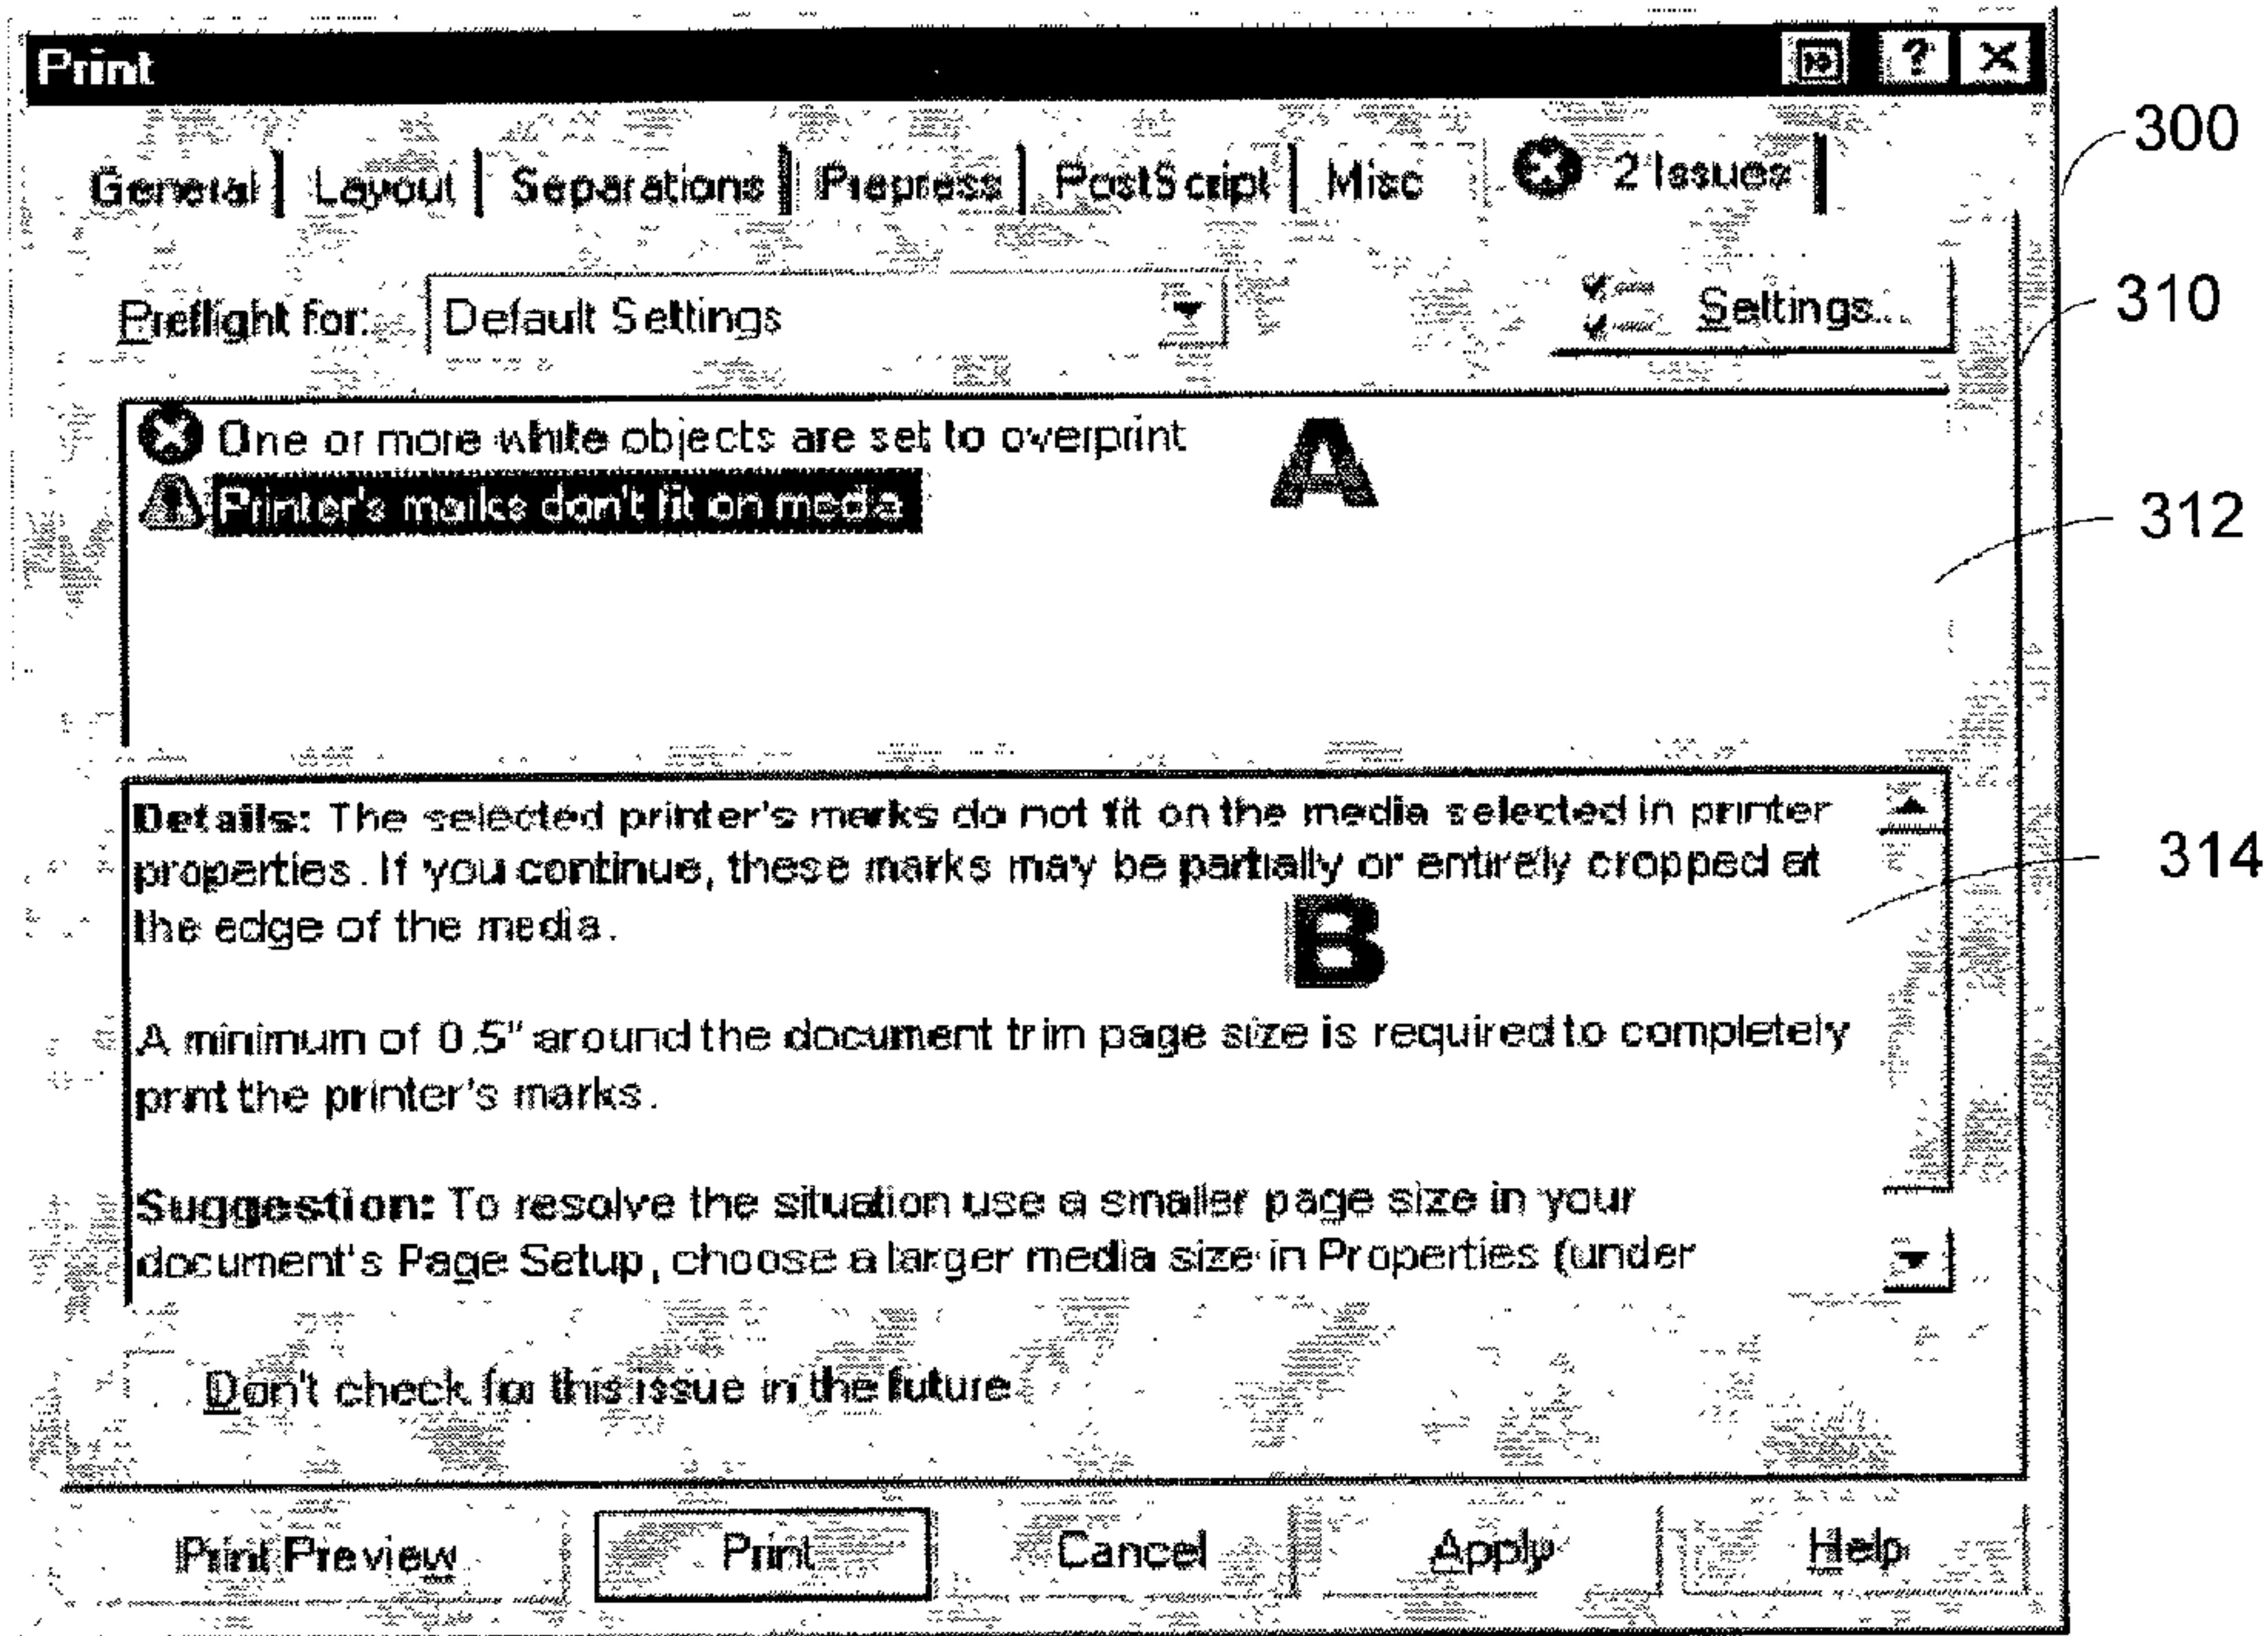 Print ?
300
General Layout Separations Prepress PostScript Misc 2 Issues
Preflight for: Default Settings Settings...
310
One or more white objects are set to overprint A
Printer's marks don't fit on media
312
Details: The selected printer's marks do not fit on the media selected in printer
properties. If you continue, these marks may be partially or entirely cropped at
the edge of the media.
314
B
A minimum of 0.5" around the document trim page size is required to completely
print the printer's marks.
Suggestion: To resolve the situation use a smaller page size in your
document's Page Setup, choose a larger media size in Properties (under
Don't check for this issue in the future
Print Preview Print Cancel Apply Help